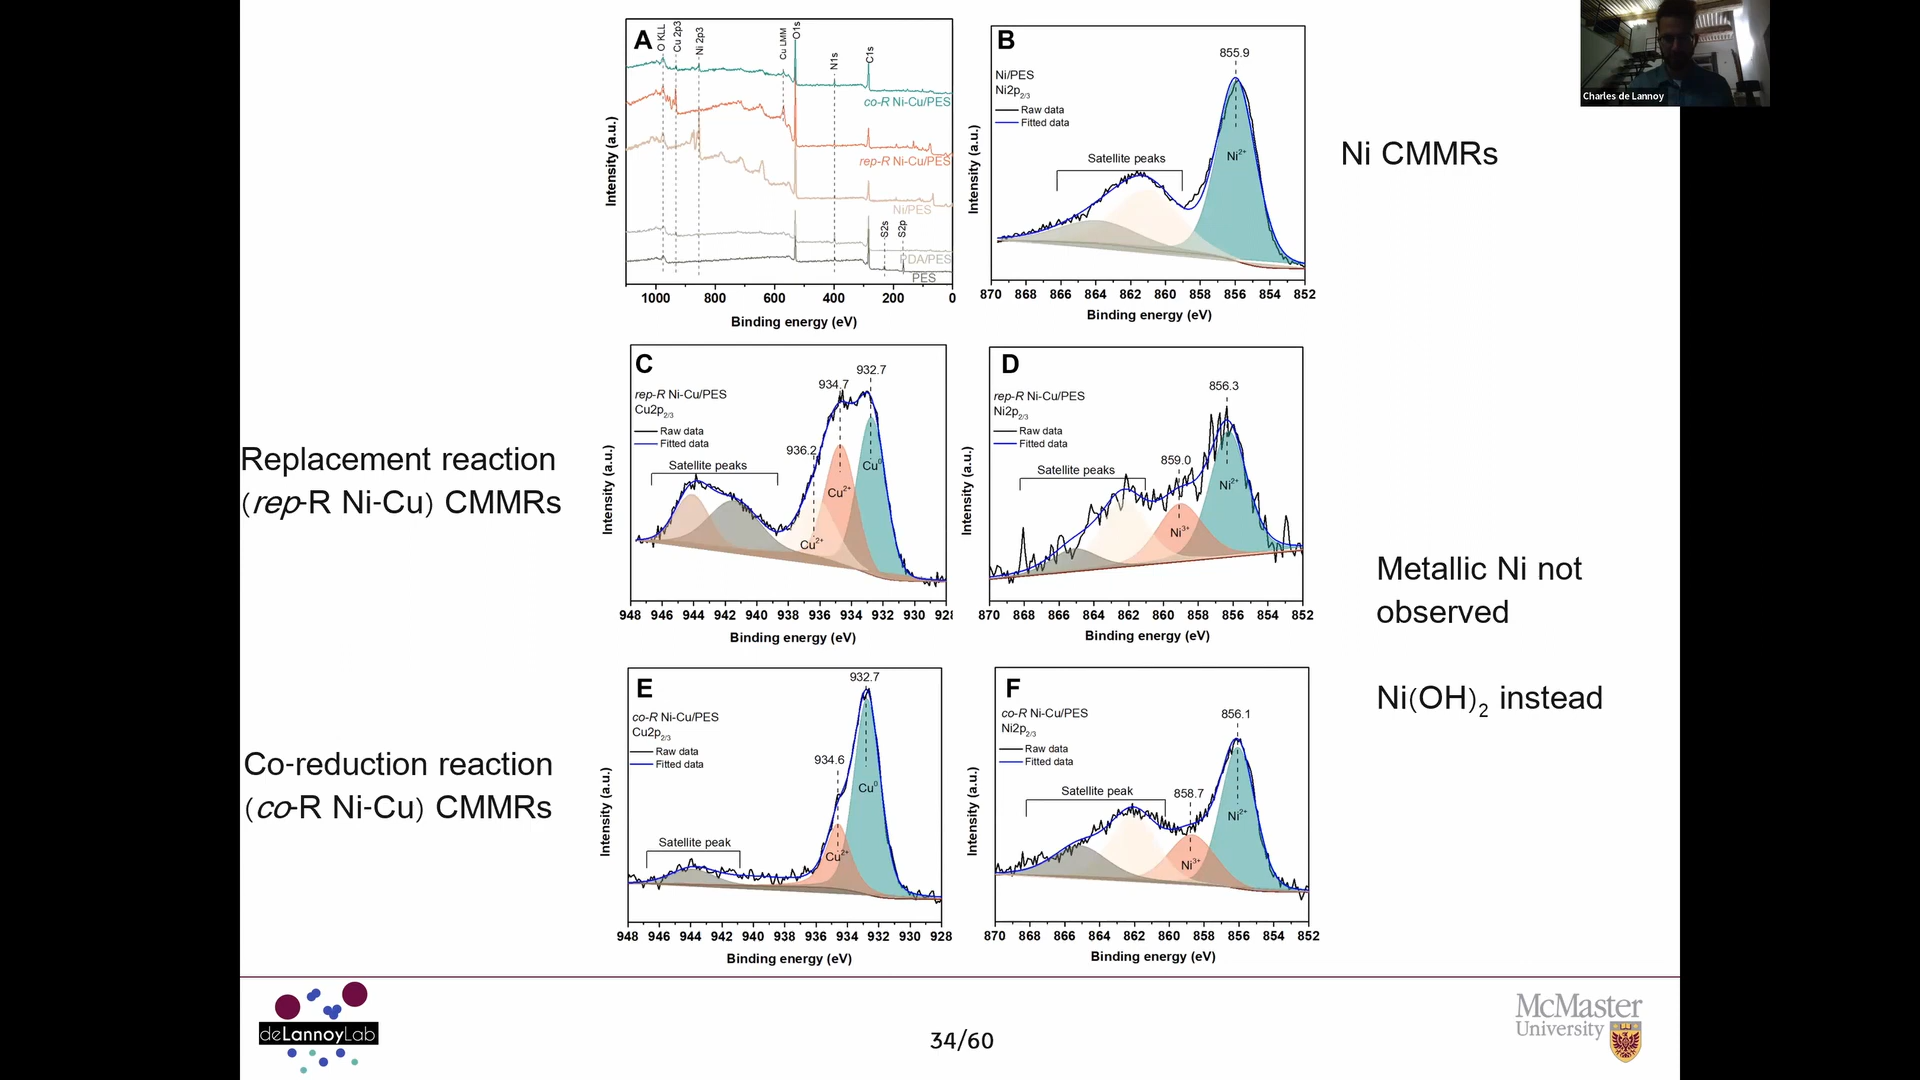 Charles de Lannoy
A
O KLL
Cu 2p3
Ni 2p3
Cu LMM
O1s
N1s
C1s
co-R Ni-Cu/PES
rep-R Ni-Cu/PES
Ni/PES
S2s
S2p
PDA/PES
PES
Intensity (a.u.)
1000 800 600 400 200 0
Binding energy (eV)
B
855.9
Ni/PES
Ni2p2/3
Raw data
Fitted data
Satellite peaks
Ni2+
Intensity (a.u.)
870 868 866 864 862 860 858 856 854 852
Binding energy (eV)
Ni CMMRs
C
932.7
934.7
rep-R Ni-Cu/PES
Cu2p2/3
Raw data
Fitted data
936.2
Satellite peaks
Cu0
Cu2+
Cu2+
Intensity (a.u.)
948 946 944 942 940 938 936 934 932 930 928
Binding energy (eV)
D
856.3
rep-R Ni-Cu/PES
Ni2p2/3
Raw data
Fitted data
859.0
Satellite peaks
Ni2+
Ni3+
Intensity (a.u.)
870 868 866 864 862 860 858 856 854 852
Binding energy (eV)
Replacement reaction
(rep-R Ni-Cu) CMMRs
Metallic Ni not
observed
Ni(OH)2 instead
E
932.7
co-R Ni-Cu/PES
Cu2p2/3
Raw data
Fitted data
934.6
Cu0
Satellite peak
Cu2+
Intensity (a.u.)
948 946 944 942 940 938 936 934 932 930 928
Binding energy (eV)
F
856.1
co-R Ni-Cu/PES
Ni2p2/3
Raw data
Fitted data
Satellite peak
858.7
Ni2+
Ni3+
Intensity (a.u.)
870 868 866 864 862 860 858 856 854 852
Binding energy (eV)
Co-reduction reaction
(co-R Ni-Cu) CMMRs
deLannoyLab
34/60
McMaster
University